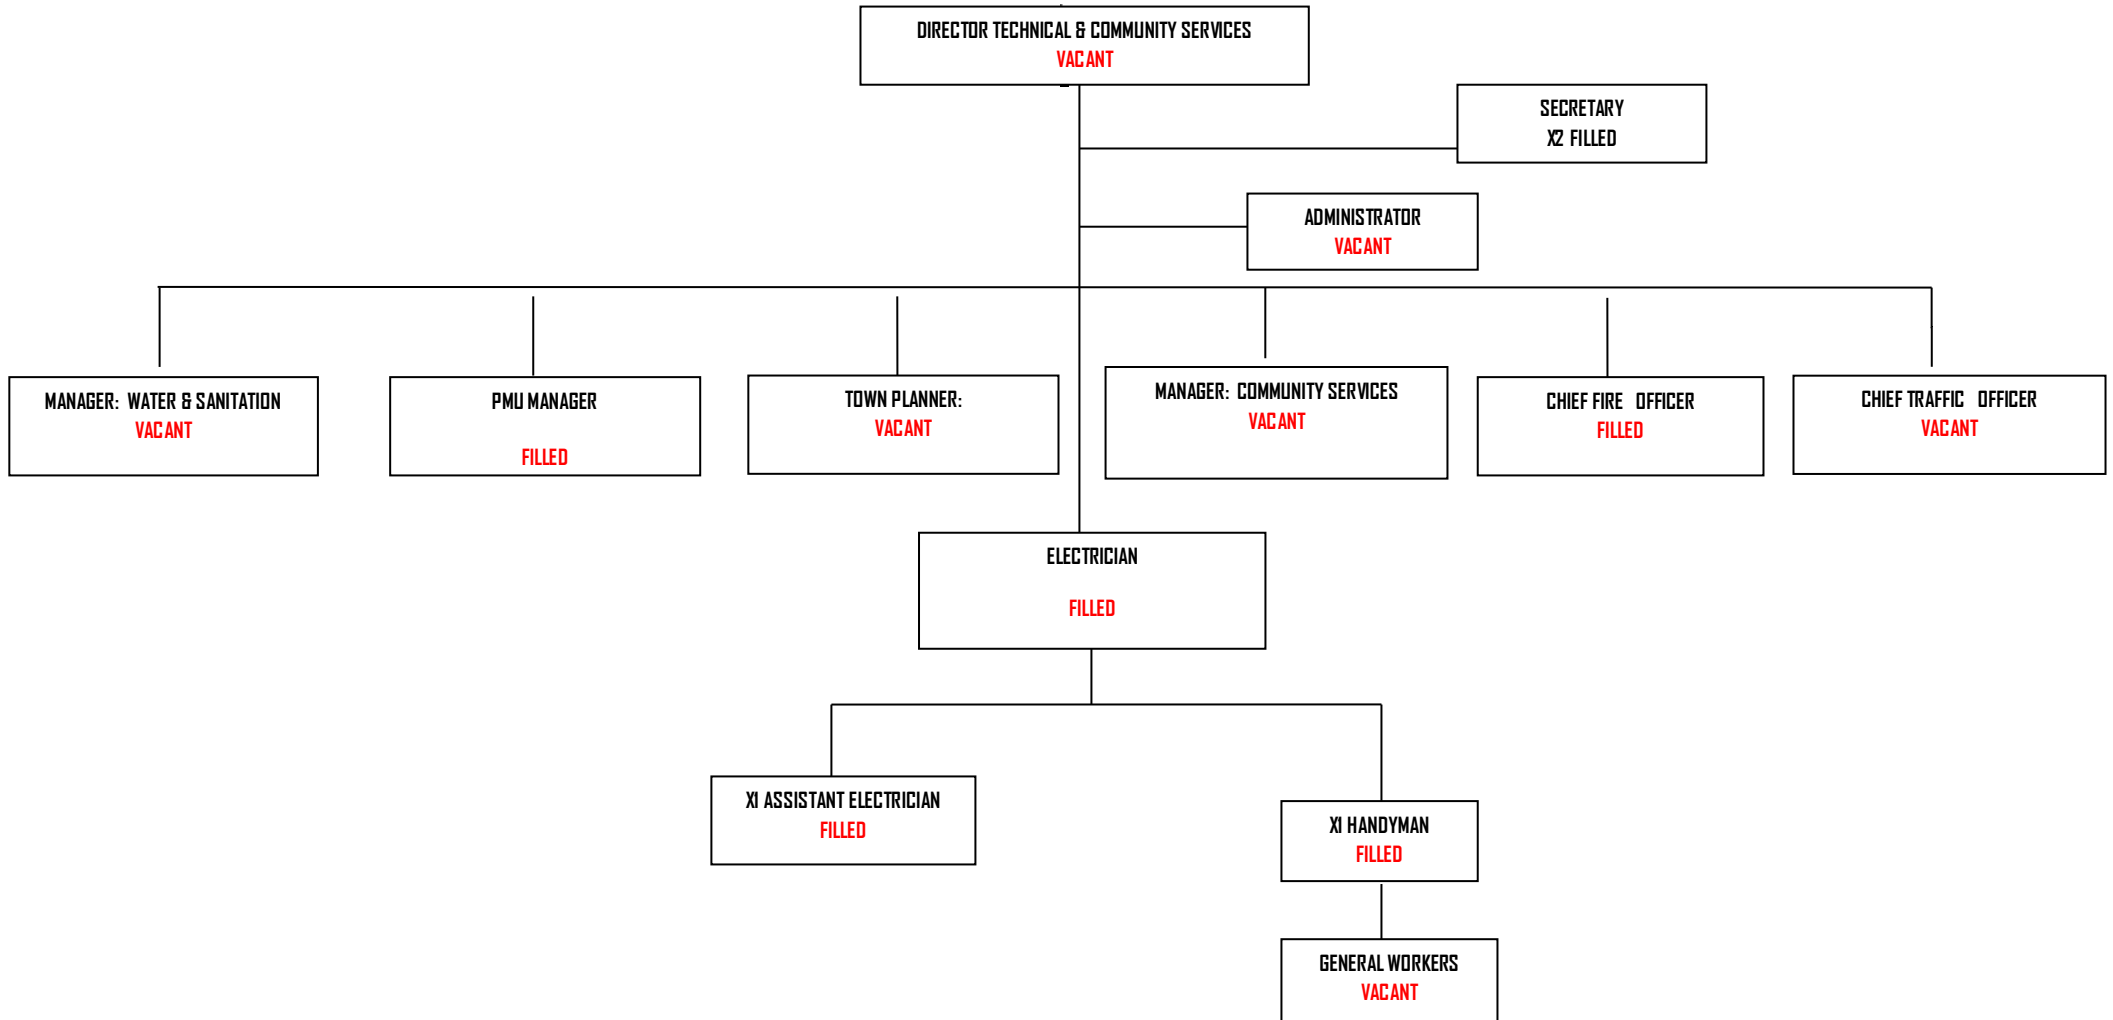 DIRECTOR TECHNICAL & COMMUNITY SERVICES
VACANT
SECRETARY
X2 FILLED
ADMINISTRATOR
VACANT
MANAGER: WATER & SANITATION
VACANT
PMU MANAGER
FILLED
TOWN PLANNER:
VACANT
MANAGER: COMMUNITY SERVICES
VACANT
CHIEF FIRE OFFICER
FILLED
CHIEF TRAFFIC OFFICER
VACANT
ELECTRICIAN
FILLED
X1 ASSISTANT ELECTRICIAN
FILLED
X1 HANDYMAN
FILLED
GENERAL WORKERS
VACANT